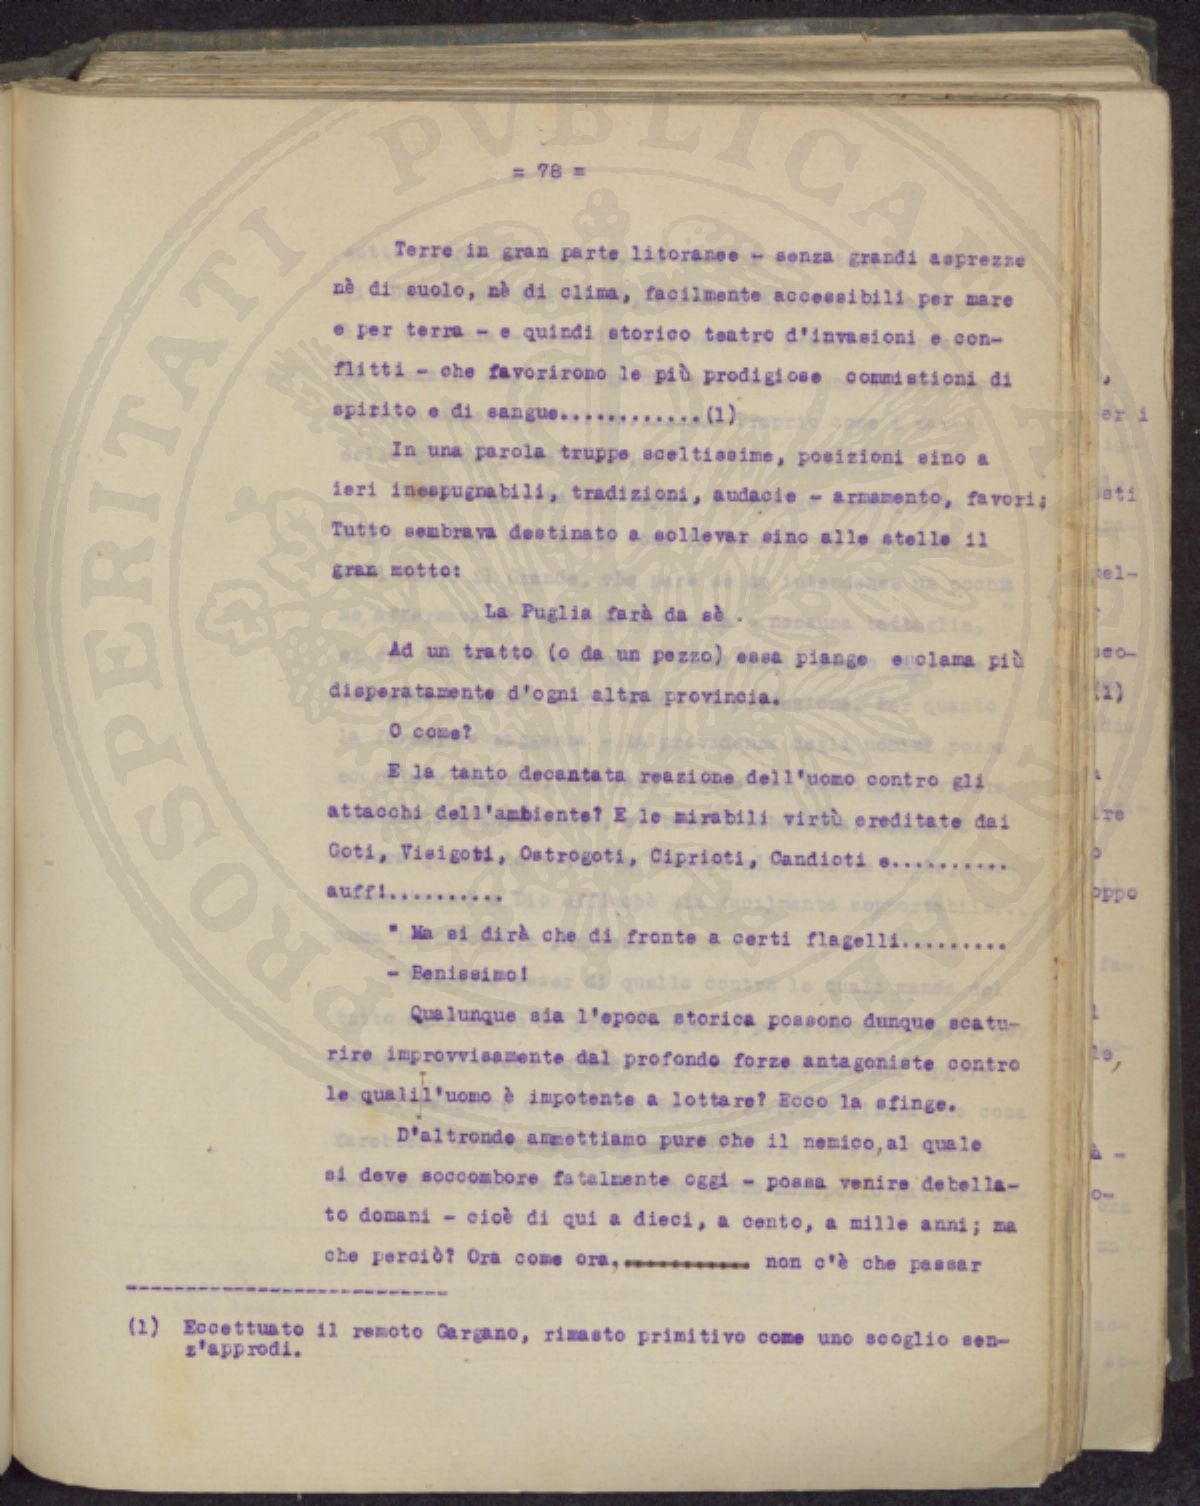 = 78 =
Terre in gran parte litoranee - senza grandi asprezze
nè di suolo, nè di clima, facilmente accessibili per mare
e per terra - e quindi storico teatro d'invasioni e con-
flitti - che favorirono le più prodigiose commistioni di
spirito e di sangue............(1)
In una parola truppe sceltissime, posizioni sino a
ieri inespugnabili, tradizioni, audacie - armamento, favori;
Tutto sembrava destinato a sollevar sino alle stelle il
gran motto:
La Puglia farà da sè .
Ad un tratto (o da un pezzo) essa piange esclama più
disperatamente d'ogni altra provincia.
O come?
E la tanto decantata reazione dell'uomo contro gli
attacchi dell'ambiente? E le mirabili virtù ereditate dai
Goti, Visigoti, Ostrogoti, Ciprioti, Candioti e..........
auff!..........
" Ma si dirà che di fronte a certi flagelli.........
- Benissimo!
Qualunque sia l'epoca storica possono dunque scatu-
rire improvvisamente dal profondo forze antagoniste contro
le quali l'uomo è impotente a lottare? Ecco la sfinge.
D'altronde ammettiamo pure che il nemico, al quale
si deve soccombere fatalmente oggi - possa venire debella-
to domani - cioè di qui a dieci, a cento, a mille anni; ma
che perciò? Ora come ora, non c'è che passar
(1) Eccettuato il remoto Gargano, rimasto primitivo come uno scoglio sen-
z'approdi.
PROSPERITATI PVBLICAE